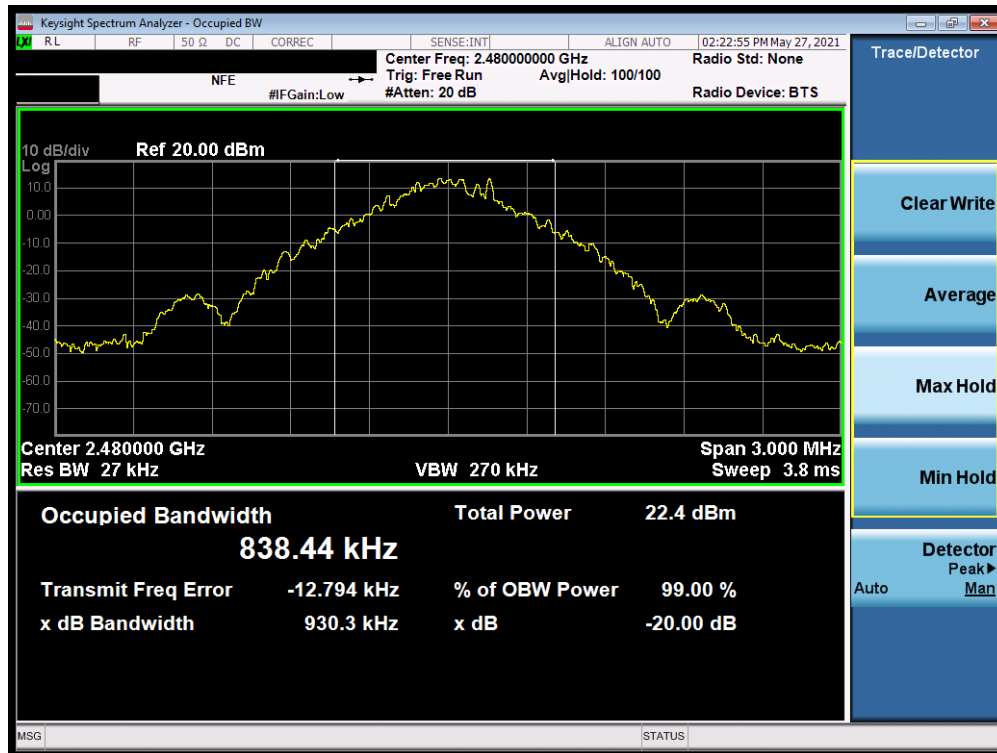 Keysight Spectrum Analyzer - Occupied BW
LXI RL RF 50 Ω DC CORREC SENSE:INT ALIGN AUTO 02:22:55 PM May 27, 2021
Center Freq: 2.480000000 GHz Radio Std: None
NFE Trig: Free Run Avg|Hold: 100/100
#IFGain:Low #Atten: 20 dB Radio Device: BTS
10 dB/div Ref 20.00 dBm
Log
10.0
0.00
-10.0
-20.0
-30.0
-40.0
-50.0
-60.0
-70.0
Center 2.480000 GHz Span 3.000 MHz
Res BW 27 kHz VBW 270 kHz Sweep 3.8 ms
Occupied Bandwidth Total Power 22.4 dBm
838.44 kHz
Transmit Freq Error -12.794 kHz % of OBW Power 99.00 %
x dB Bandwidth 930.3 kHz x dB -20.00 dB
MSG STATUS
Trace/Detector
Clear Write
Average
Max Hold
Min Hold
Detector
Peak▶
Auto Man